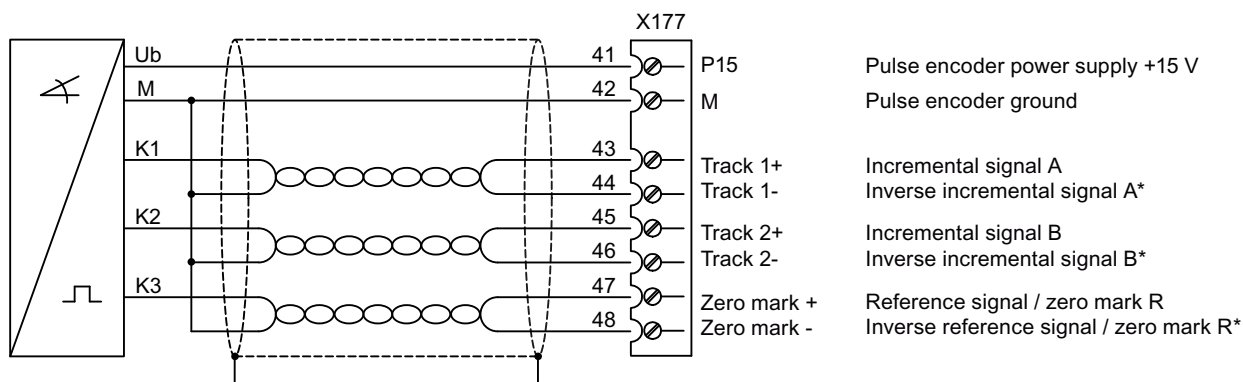 X177
Ub 41 P15 Pulse encoder power supply +15 V
M 42 M Pulse encoder ground
K1 43 Track 1+ Incremental signal A
44 Track 1- Inverse incremental signal A*
K2 45 Track 2+ Incremental signal B
46 Track 2- Inverse incremental signal B*
K3 47 Zero mark + Reference signal / zero mark R
48 Zero mark - Inverse reference signal / zero mark R*